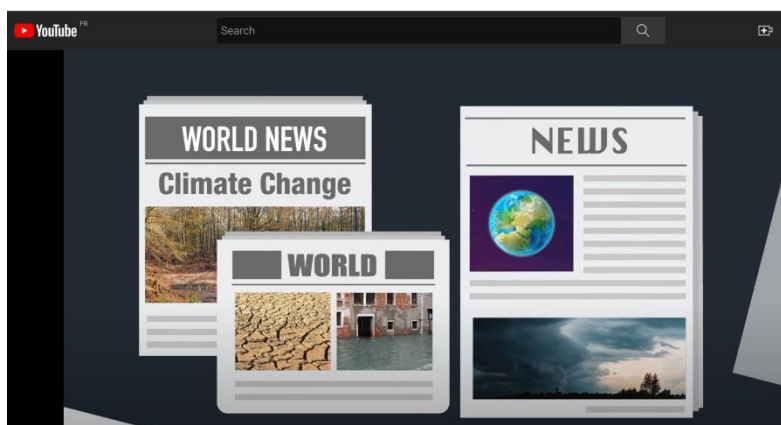 YouTube FR
Search
WORLD NEWS
Climate Change
WORLD
NEWS